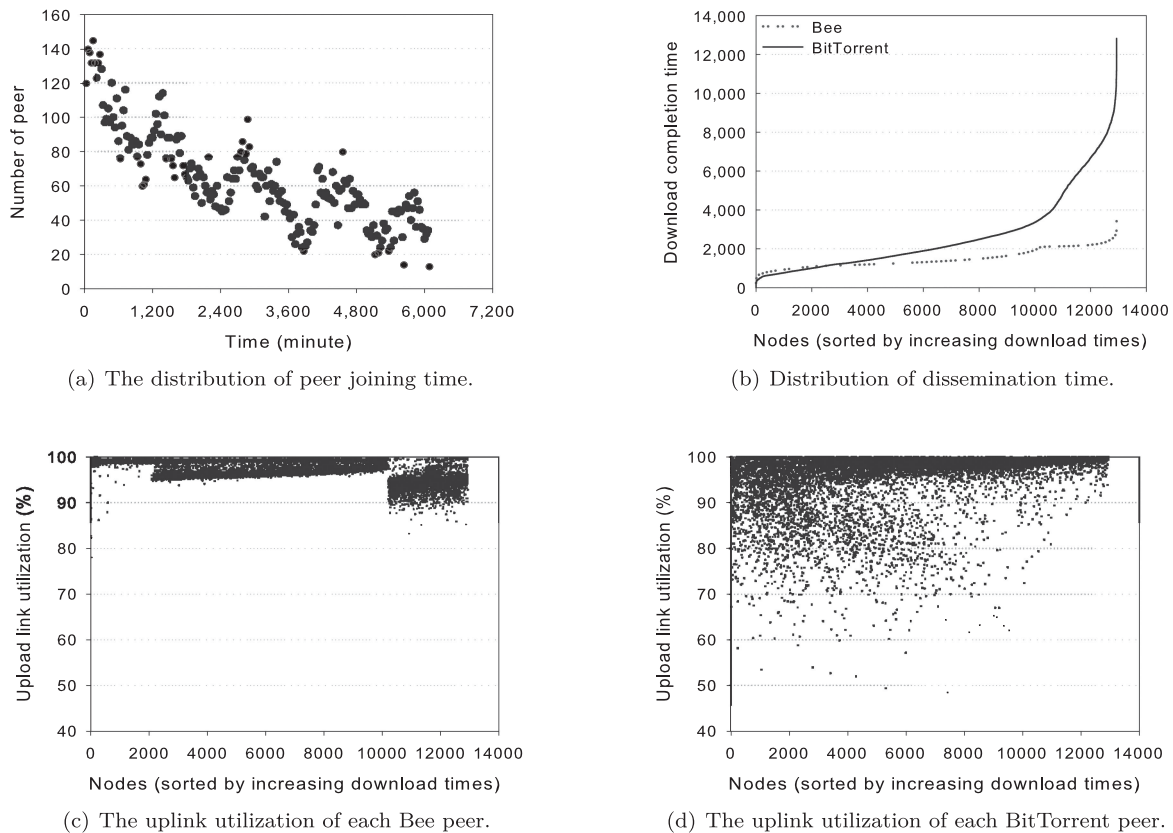 160
140
120
100
80
60
40
20
0
Number of peer
0 1,200 2,400 3,600 4,800 6,000 7,200
Time (minute)
(a) The distribution of peer joining time.
14,000
12,000
10,000
8,000
6,000
4,000
2,000
0
Download completion time
Bee
BitTorrent
0 2000 4000 6000 8000 10000 12000 14000
Nodes (sorted by increasing download times)
(b) Distribution of dissemination time.
100
90
80
70
60
50
40
Upload link utilization (%)
0 2000 4000 6000 8000 10000 12000 14000
Nodes (sorted by increasing download times)
(c) The uplink utilization of each Bee peer.
100
90
80
70
60
50
40
Upload link utilization (%)
0 2000 4000 6000 8000 10000 12000 14000
Nodes (sorted by increasing download times)
(d) The uplink utilization of each BitTorrent peer.